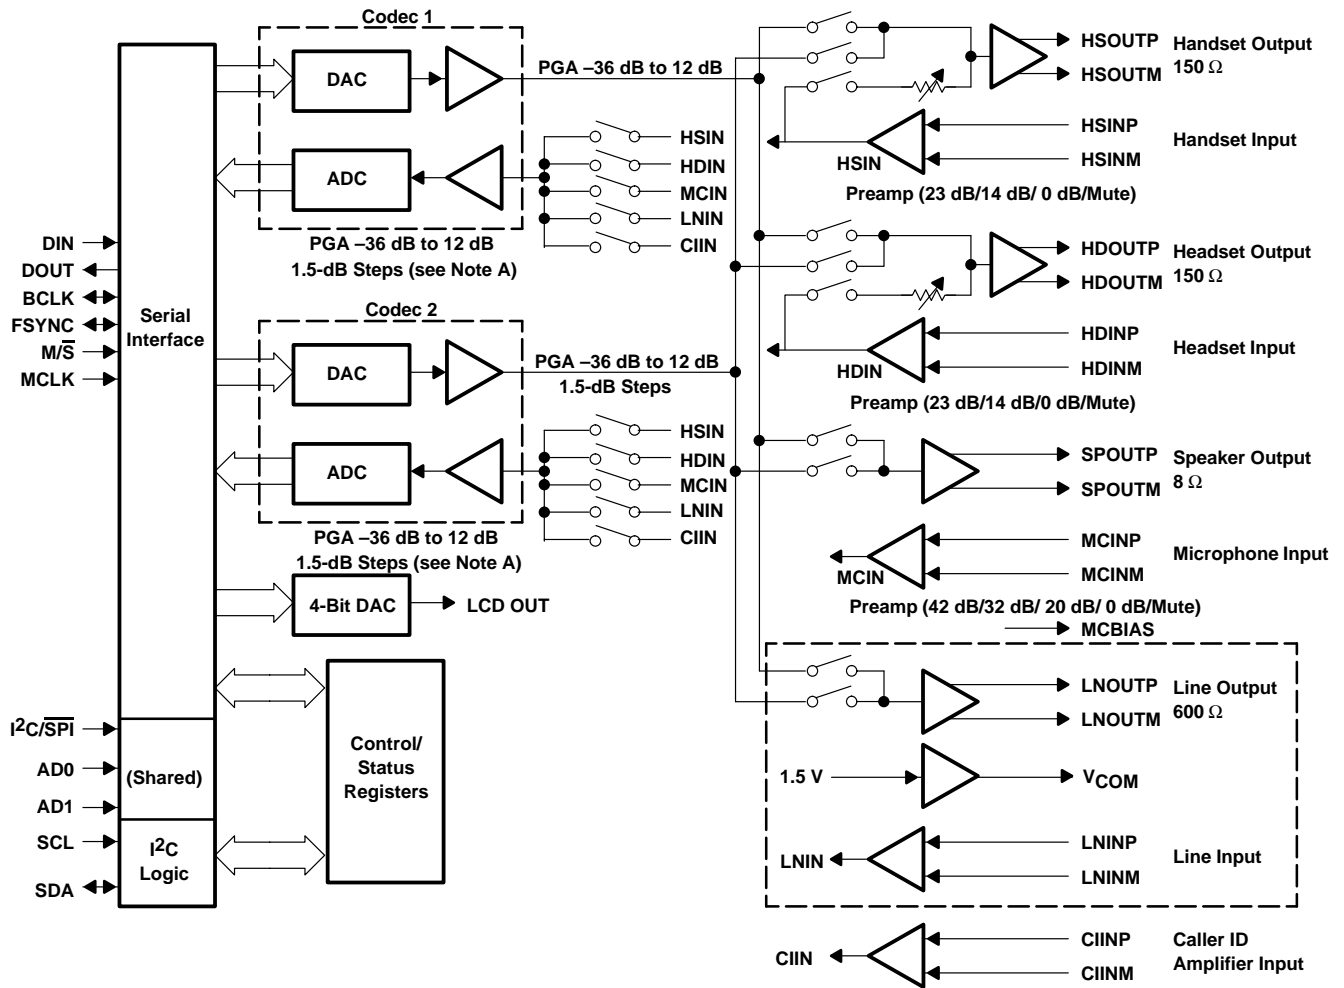 Codec 1
DAC
PGA –36 dB to 12 dB
ADC
HSIN
HDIN
MCIN
LNIN
CIIN
PGA –36 dB to 12 dB
1.5-dB Steps (see Note A)
HSOUTP
HSOUTM
Handset Output
150 Ω
HSINP
HSINM
Handset Input
HSIN
Preamp (23 dB/14 dB/ 0 dB/Mute)
DIN
DOUT
BCLK
FSYNC
M/S̅
MCLK
Serial
Interface
HDOUTP
HDOUTM
Headset Output
150 Ω
HDINP
HDINM
Headset Input
HDIN
Preamp (23 dB/14 dB/0 dB/Mute)
Codec 2
DAC
PGA –36 dB to 12 dB
1.5-dB Steps
ADC
HSIN
HDIN
MCIN
LNIN
CIIN
PGA –36 dB to 12 dB
1.5-dB Steps (see Note A)
SPOUTP
SPOUTM
Speaker Output
8 Ω
MCINP
MCINM
Microphone Input
MCIN
Preamp (42 dB/32 dB/ 20 dB/ 0 dB/Mute)
MCBIAS
4-Bit DAC
LCD OUT
LNOUTP
LNOUTM
Line Output
600 Ω
1.5 V
VCOM
LNINP
LNINM
Line Input
LNIN
I²C/S̅P̅I̅
AD0
AD1
SCL
SDA
(Shared)
I²C
Logic
Control/
Status
Registers
CIINP
CIINM
Caller ID
Amplifier Input
CIIN